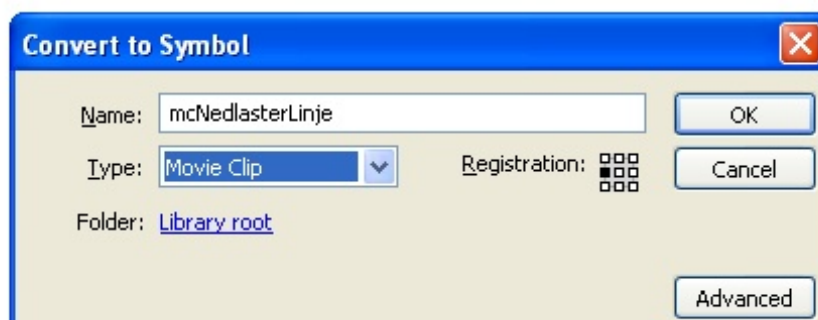 Convert to Symbol
Name: mcNedlasterLinje OK
Type: Movie Clip Registration: Cancel
Folder: Library root
Advanced